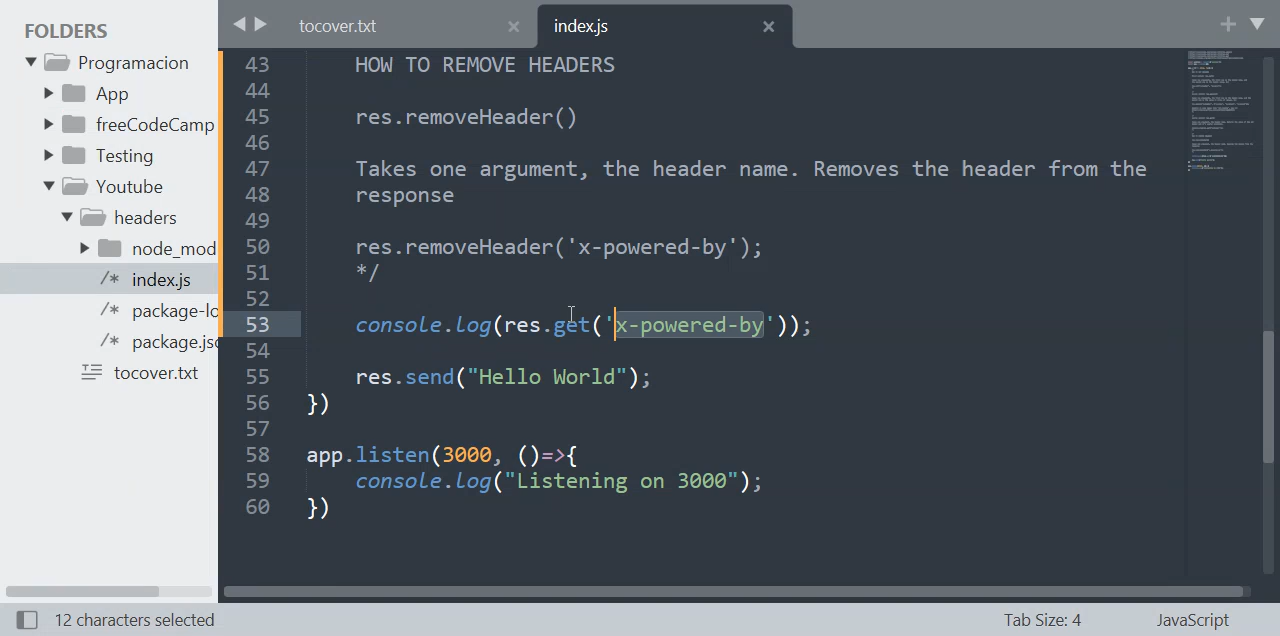 FOLDERS
Programacion
App
freeCodeCamp
Testing
Youtube
headers
node_mod
index.js
package-lo
package.jso
tocover.txt
tocover.txt
index.js
43 HOW TO REMOVE HEADERS
44
45 res.removeHeader()
46
47 Takes one argument, the header name. Removes the header from the
48 response
49
50 res.removeHeader('x-powered-by');
51 */
52
53 console.log(res.get('x-powered-by'));
54
55 res.send("Hello World");
56 })
57
58 app.listen(3000, ()=>{
59 console.log("Listening on 3000");
60 })
12 characters selected
Tab Size: 4
JavaScript